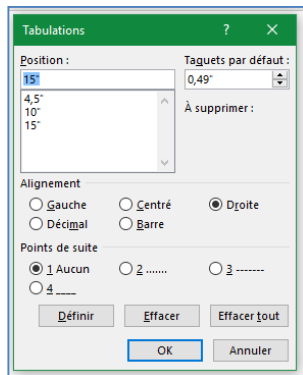 Tabulations ? ×
Position : Taquets par défaut :
15" 0,49"
4,5" À supprimer :
10"
15"
Alignement
Gauche Centré Droite
Décimal Barre
Points de suite
1 Aucun 2 ....... 3 -------
4 ____
Définir Effacer Effacer tout
OK Annuler